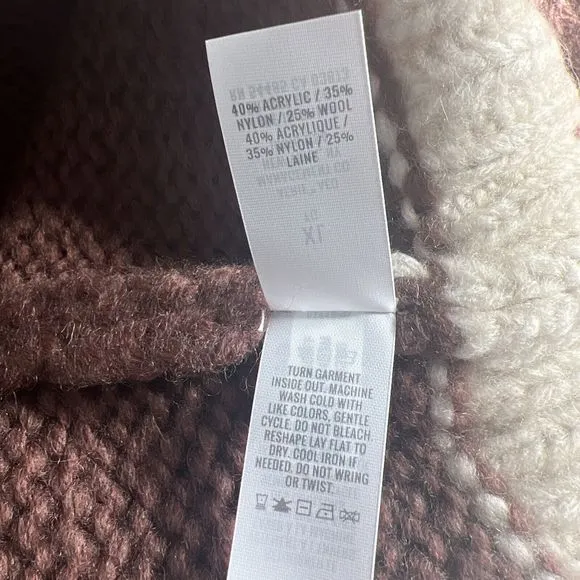 40% ACRYLIC / 35%
NYLON / 25% WOOL
40% ACRYLIQUE /
35% NYLON / 25%
LAINE
TURN GARMENT
INSIDE OUT. MACHINE
WASH COLD WITH
LIKE COLORS, GENTLE
CYCLE. DO NOT BLEACH.
RESHAPE LAY FLAT TO
DRY. COOL IRON IF
NEEDED. DO NOT WRING
OR TWIST.